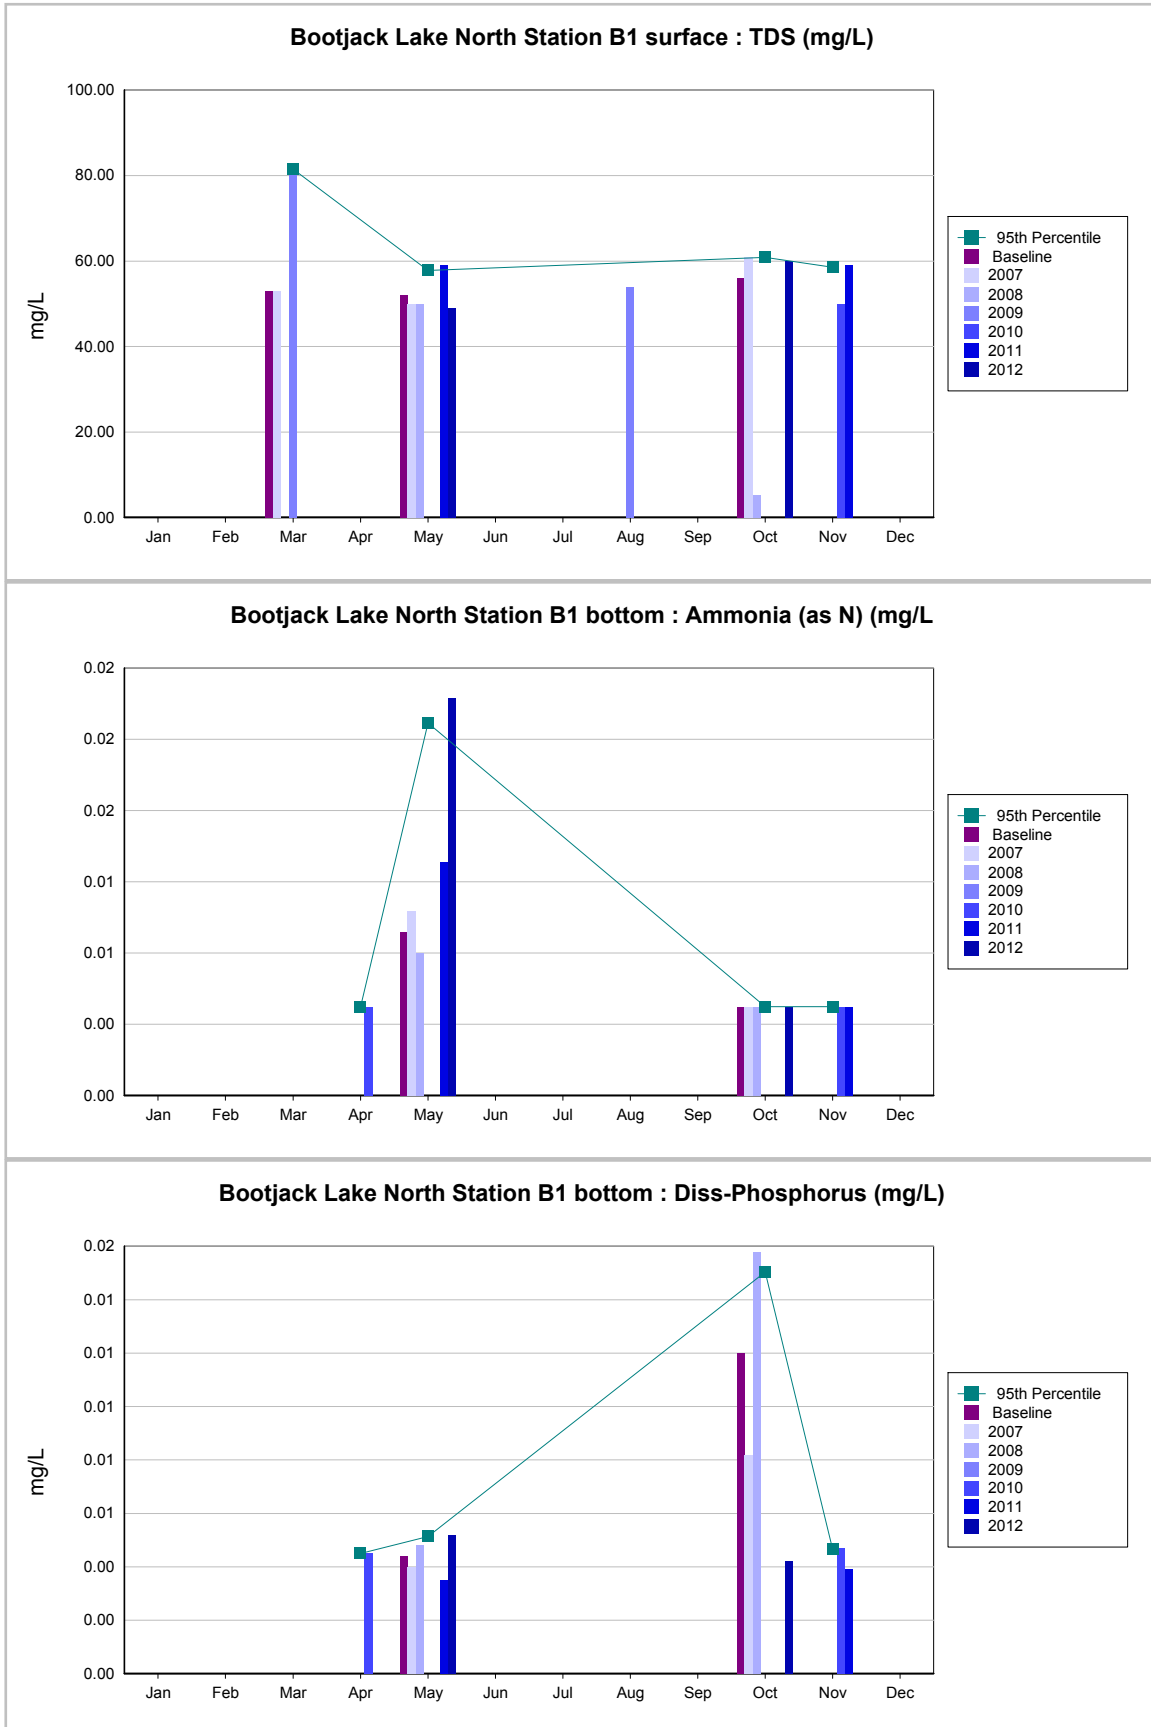 Bootjack Lake North Station B1 surface : TDS (mg/L)
100.00
80.00
60.00
40.00
20.00
0.00
mg/L
Jan Feb Mar Apr May Jun Jul Aug Sep Oct Nov Dec
95th Percentile
Baseline
2007
2008
2009
2010
2011
2012
Bootjack Lake North Station B1 bottom : Ammonia (as N) (mg/L
0.02
0.02
0.02
0.01
0.01
0.00
0.00
Jan Feb Mar Apr May Jun Jul Aug Sep Oct Nov Dec
95th Percentile
Baseline
2007
2008
2009
2010
2011
2012
Bootjack Lake North Station B1 bottom : Diss-Phosphorus (mg/L)
0.02
0.01
0.01
0.01
0.01
0.01
0.00
0.00
0.00
mg/L
Jan Feb Mar Apr May Jun Jul Aug Sep Oct Nov Dec
95th Percentile
Baseline
2007
2008
2009
2010
2011
2012